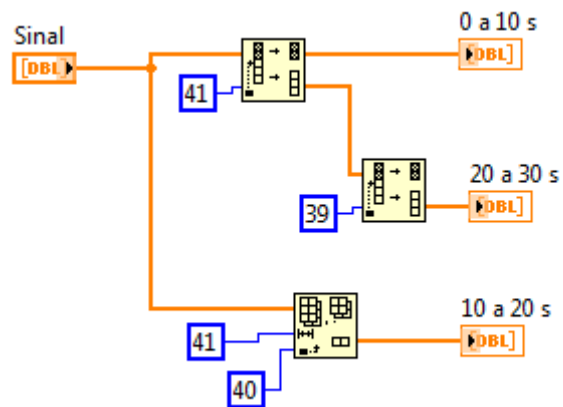 Sinal
[DBL]
0 a 10 s
DBL]
41
20 a 30 s
DBL]
39
10 a 20 s
DBL]
41
40